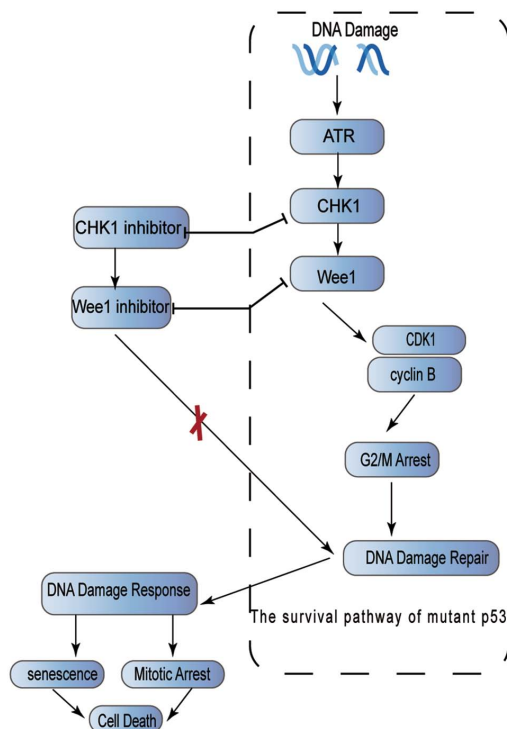 DNA Damage
ATR
CHK1
CHK1 inhibitor
Wee1
Wee1 inhibitor
CDK1
cyclin B
G2/M Arrest
DNA Damage Repair
DNA Damage Response
The survival pathway of mutant p53
senescence
Mitotic Arrest
Cell Death